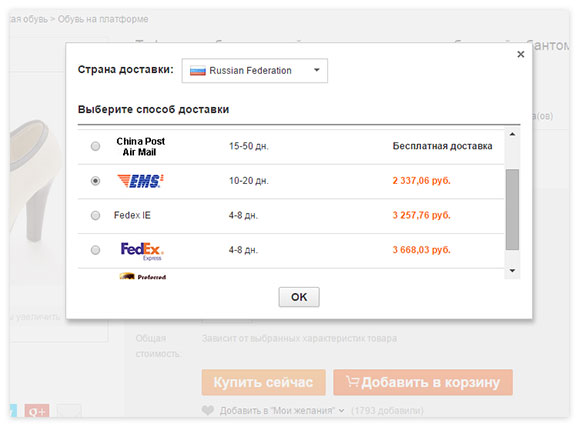 кая обувь > Обувь на платформе
бантом
×
Страна доставки: Russian Federation
а(ов)
Выберите способ доставки
China Post
Air Mail 15-50 дн. Бесплатная доставка
EMS 10-20 дн. 2 337,06 руб.
Fedex IE 4-8 дн. 3 257,76 руб.
FedEx
Express 4-8 дн. 3 668,03 руб.
Preferred
OK
увеличить
Общая
стоимость: Зависит от выбранных характеристик товара
Купить сейчас Добавить в корзину
g+ Добавить в "Мои желания" (1793 добавили)